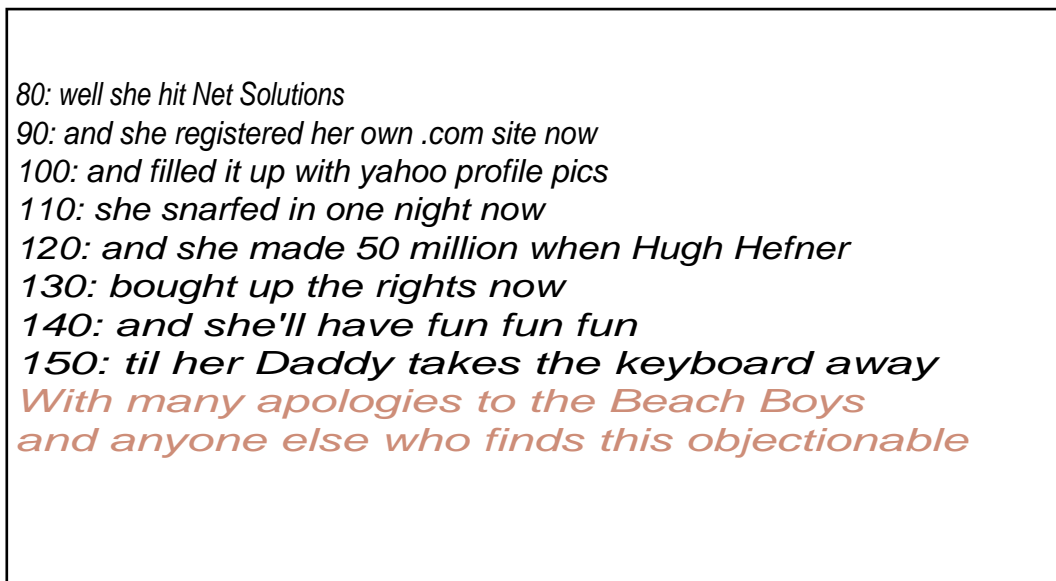 80: well she hit Net Solutions
90: and she registered her own .com site now
100: and filled it up with yahoo profile pics
110: she snarfed in one night now
120: and she made 50 million when Hugh Hefner
130: bought up the rights now
140: and she'll have fun fun fun
150: til her Daddy takes the keyboard away
With many apologies to the Beach Boys
and anyone else who finds this objectionable